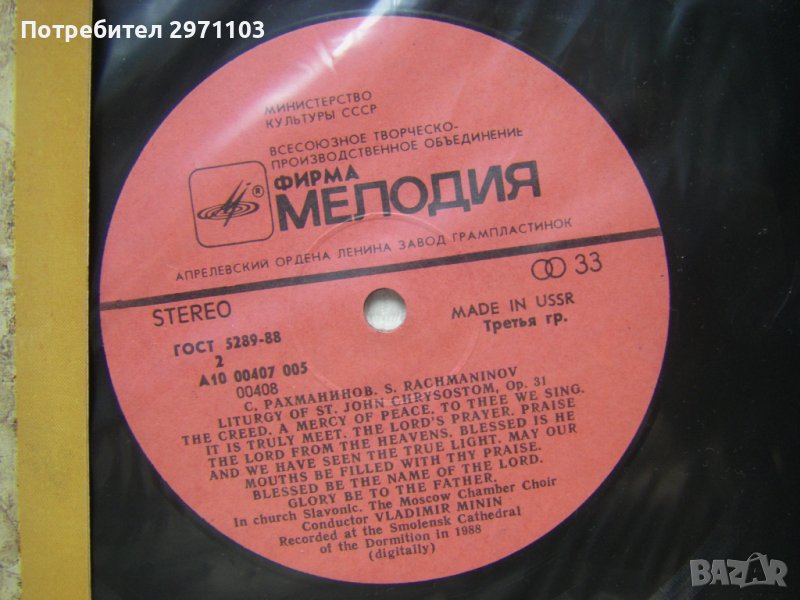 Потребител 2971103
МИНИСТЕРСТВО
КУЛЬТУРЫ СССР
ВСЕСОЮЗНОЕ ТВОРЧЕСКО-
ПРОИЗВОДСТВЕННОЕ ОБЪЕДИНЕНИЕ
®
ФИРМА
МЕЛОДИЯ
АПРЕЛЕВСКИЙ ОРДЕНА ЛЕНИНА ЗАВОД ГРАМПЛАСТИНОК
STEREO
33
MADE IN USSR
Третья гр.
ГОСТ 5289-88
2
А10 00407 005
00408
С. РАХМАНИНОВ. S. RACHMANINOV
LITURGY OF ST. JOHN CHRYSOSTOM, Op. 31
THE CREED. A MERCY OF PEACE. TO THEE WE SING.
IT IS TRULY MEET. THE LORD'S PRAYER. PRAISE
THE LORD FROM THE HEAVENS. BLESSED IS HE
AND WE HAVE SEEN THE TRUE LIGHT. MAY OUR
MOUTHS BE FILLED WITH THY PRAISE.
BLESSED BE THE NAME OF THE LORD.
GLORY BE TO THE FATHER.
In church Slavonic. The Moscow Chamber Choir
Conductor VLADIMIR MININ
Recorded at the Smolensk Cathedral
of the Dormition in 1988
(digitally)
BAZAR